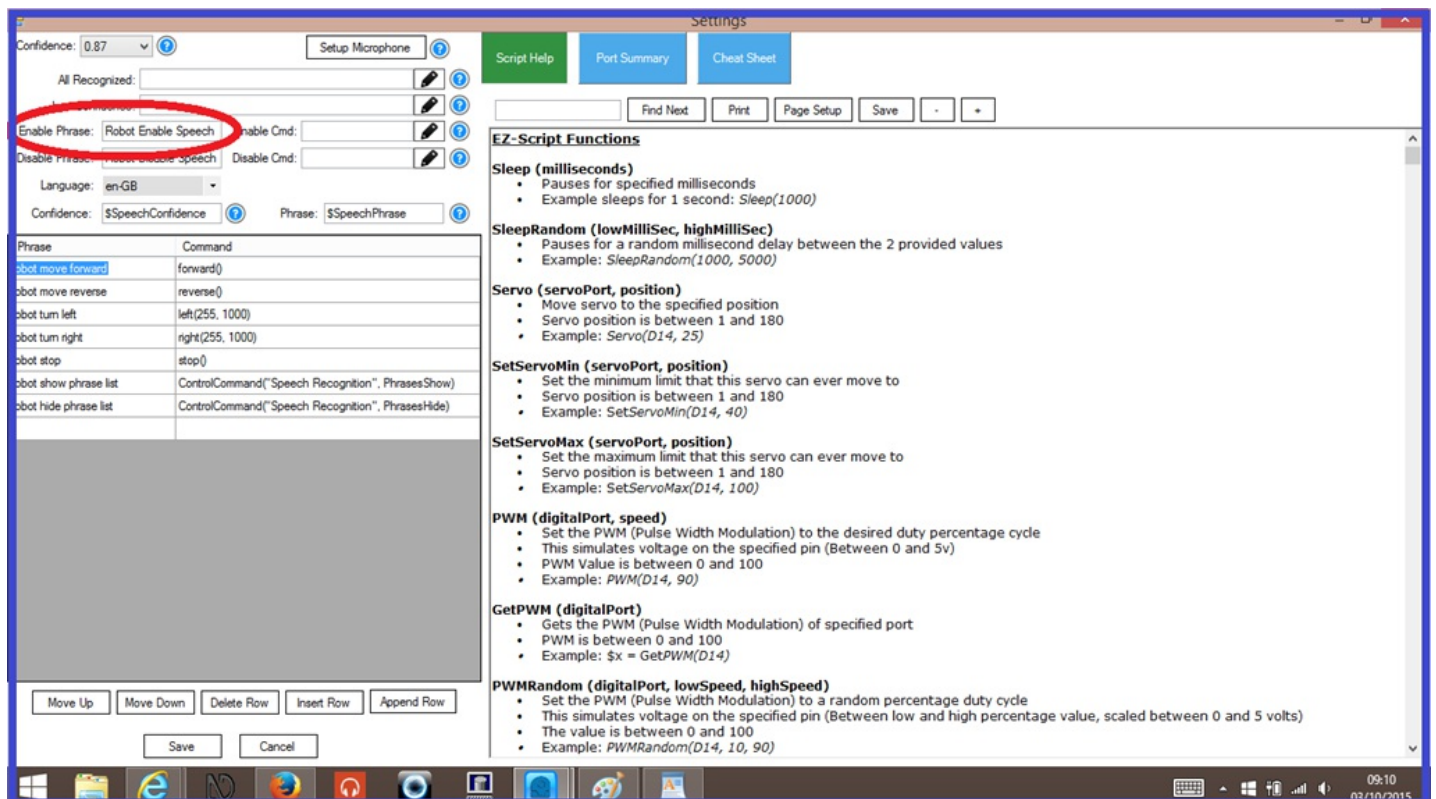 Settings
Confidence: 0.87
Setup Microphone
All Recognized:
Enable Phrase: Robot Enable Speech
Enable Cmd:
Disable Phrase: Robot Disable Speech Disable Cmd:
Language: en-GB
Confidence: $SpeechConfidence Phrase: $SpeechPhrase
Phrase Command
obot move forward forward()
obot move reverse reverse()
obot turn left left(255, 1000)
obot turn right right(255, 1000)
obot stop stop()
obot show phrase list ControlCommand("Speech Recognition", PhrasesShow)
obot hide phrase list ControlCommand("Speech Recognition", PhrasesHide)
Move Up Move Down Delete Row Insert Row Append Row
Save Cancel
Script Help Port Summary Cheat Sheet
Find Next Print Page Setup Save - +
EZ-Script Functions
Sleep (milliseconds)
• Pauses for specified milliseconds
• Example sleeps for 1 second: Sleep(1000)
SleepRandom (lowMilliSec, highMilliSec)
• Pauses for a random millisecond delay between the 2 provided values
• Example: SleepRandom(1000, 5000)
Servo (servoPort, position)
• Move servo to the specified position
• Servo position is between 1 and 180
• Example: Servo(D14, 25)
SetServoMin (servoPort, position)
• Set the minimum limit that this servo can ever move to
• Servo position is between 1 and 180
• Example: SetServoMin(D14, 40)
SetServoMax (servoPort, position)
• Set the maximum limit that this servo can ever move to
• Servo position is between 1 and 180
• Example: SetServoMax(D14, 100)
PWM (digitalPort, speed)
• Set the PWM (Pulse Width Modulation) to the desired duty percentage cycle
• This simulates voltage on the specified pin (Between 0 and 5v)
• PWM Value is between 0 and 100
• Example: PWM(D14, 90)
GetPWM (digitalPort)
• Gets the PWM (Pulse Width Modulation) of specified port
• PWM is between 0 and 100
• Example: $x = GetPWM(D14)
PWMRandom (digitalPort, lowSpeed, highSpeed)
• Set the PWM (Pulse Width Modulation) to a random percentage duty cycle
• This simulates voltage on the specified pin (Between low and high percentage value, scaled between 0 and 5 volts)
• The value is between 0 and 100
• Example: PWMRandom(D14, 10, 90)
09:10
03/10/2015